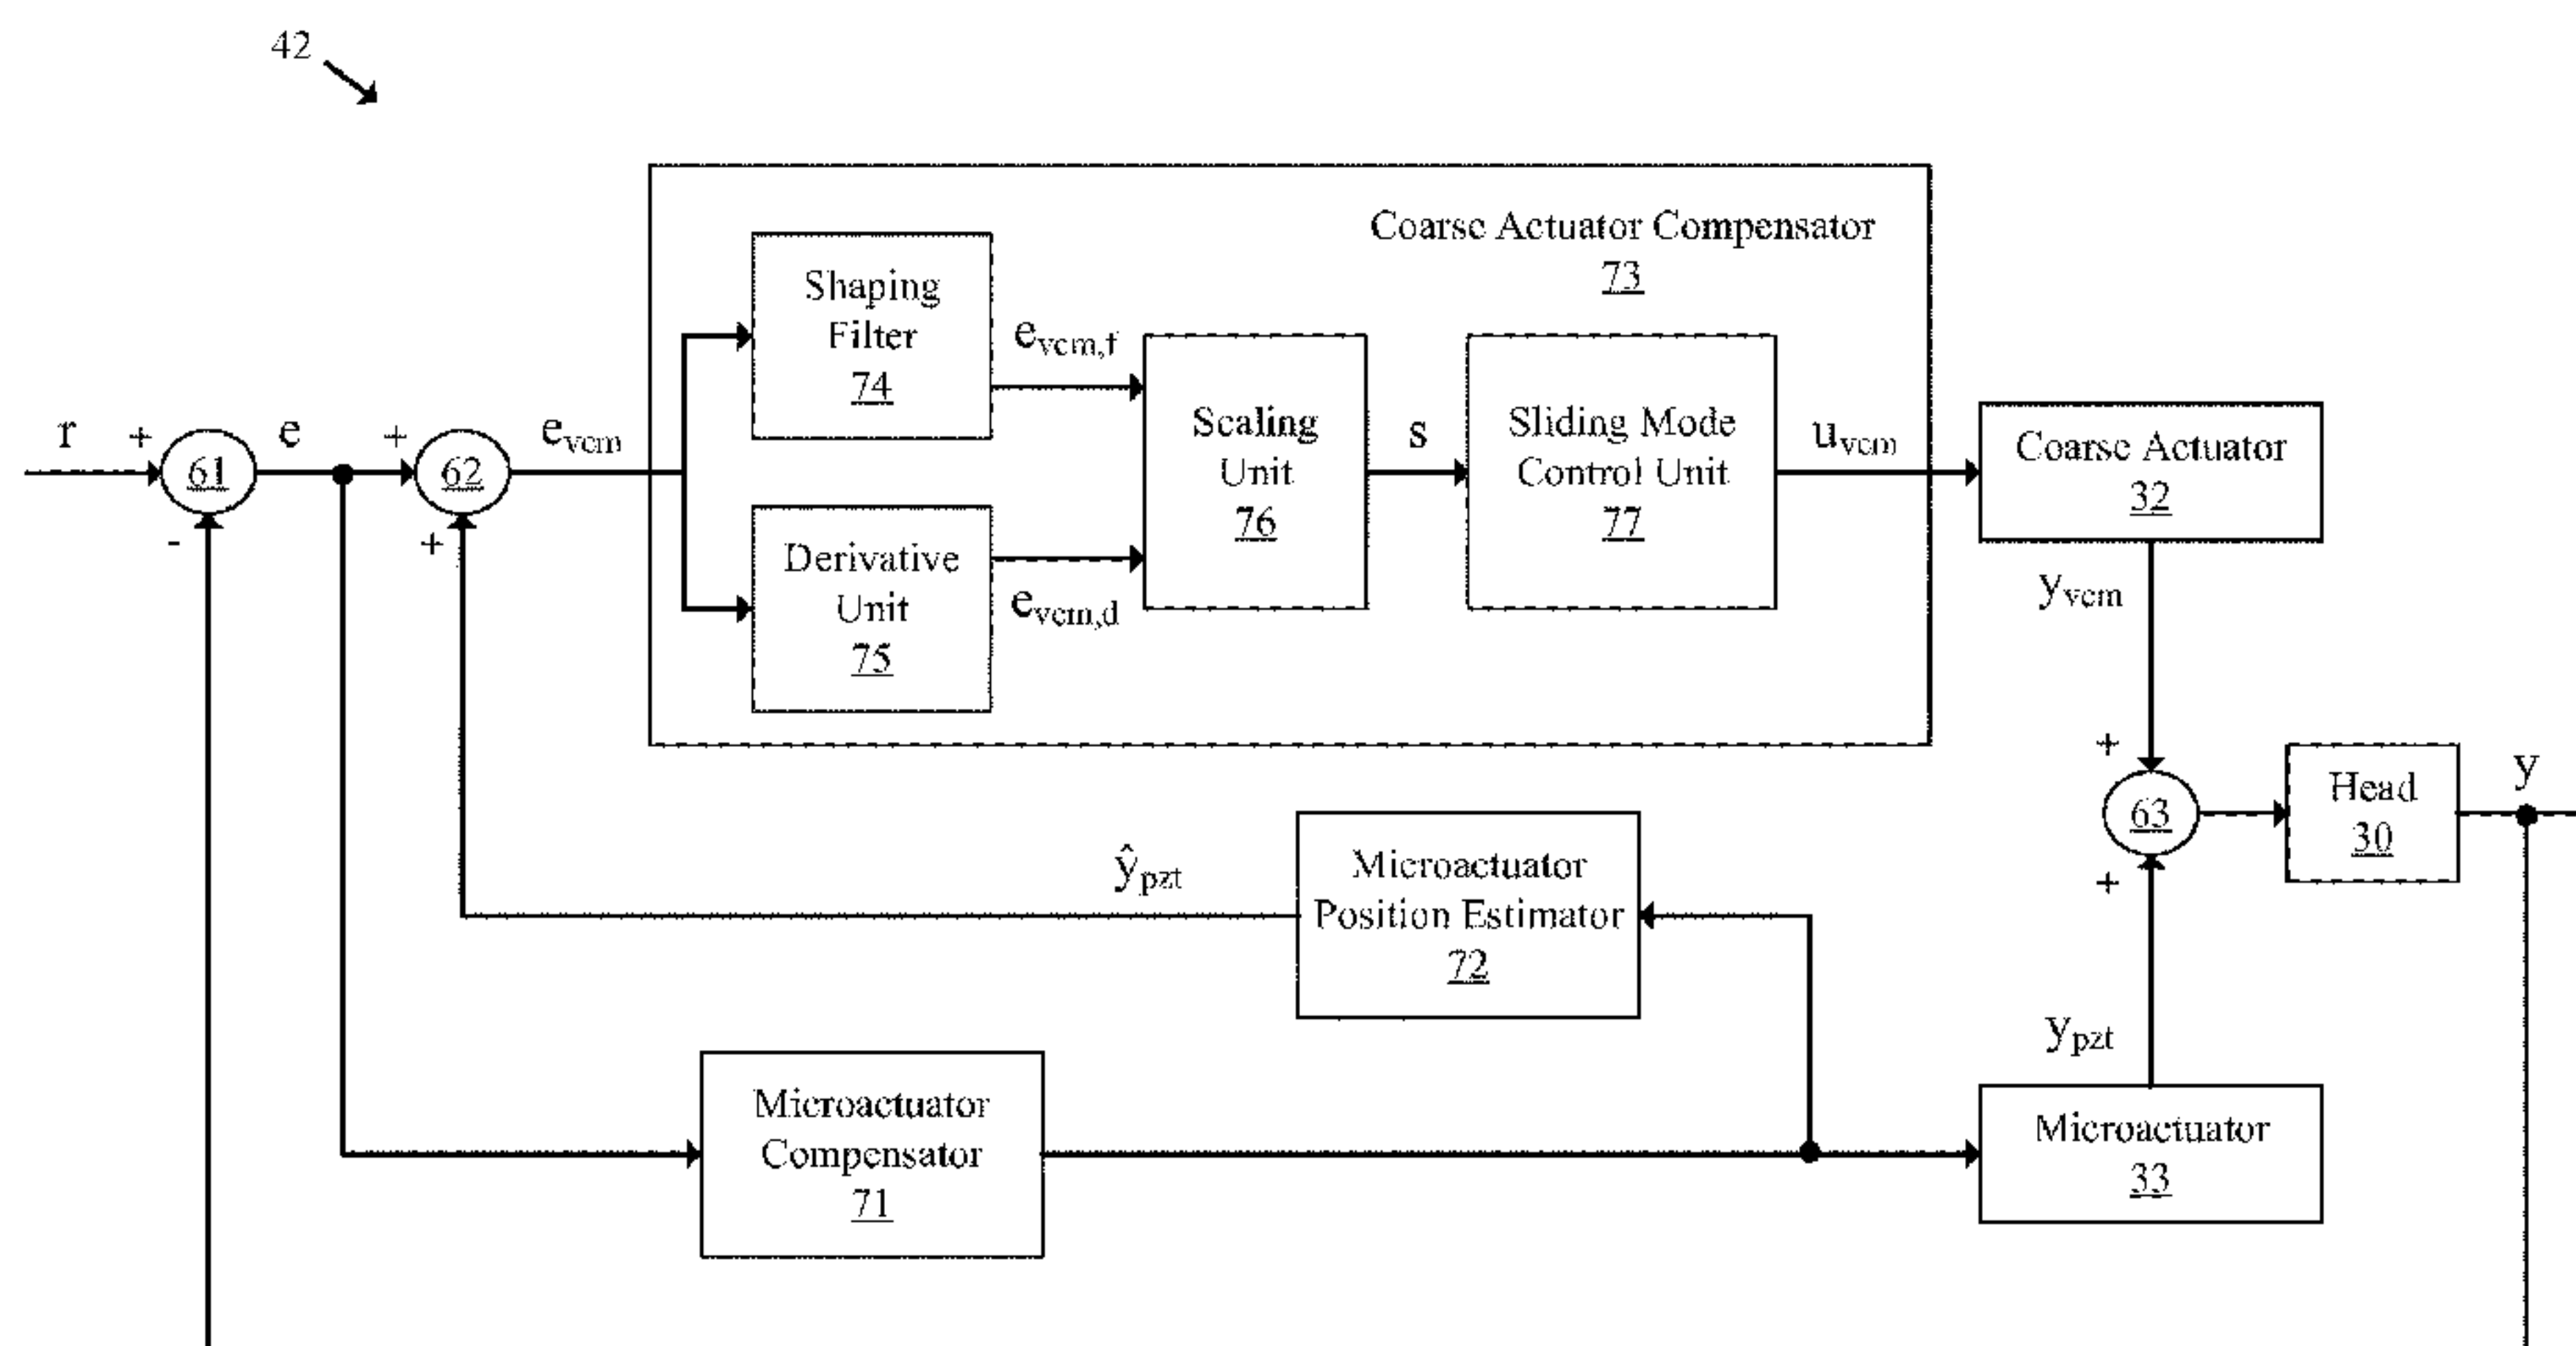 42
Coarse Actuator Compensator
73
Shaping
Filter
74
e_vcm,f
Scaling
Unit
76
s
Sliding Mode
Control Unit
77
u_vcm
Coarse Actuator
32
r
+
61
-
e
+
62
+
e_vcm
Derivative
Unit
75
e_vcm,d
y_vcm
+
63
+
Head
30
y
ŷ_pzt
Microactuator
Position Estimator
72
y_pzt
Microactuator
Compensator
71
Microactuator
33